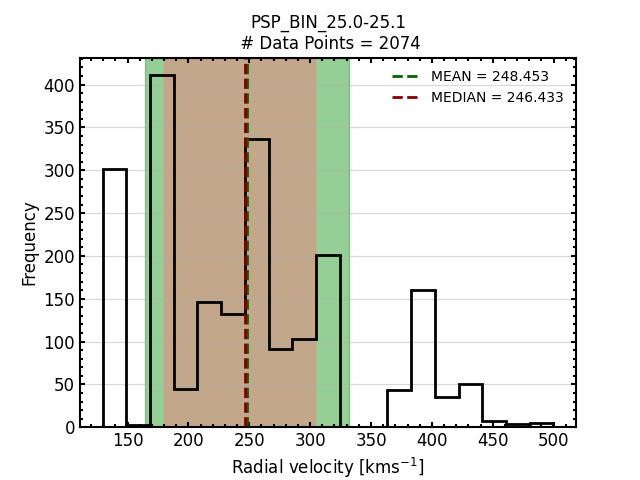 PSP_BIN_25.0-25.1
# Data Points = 2074
MEAN = 248.453
MEDIAN = 246.433
Frequency
400
350
300
250
200
150
100
50
0
150 200 250 300 350 400 450 500
Radial velocity [kms⁻¹]